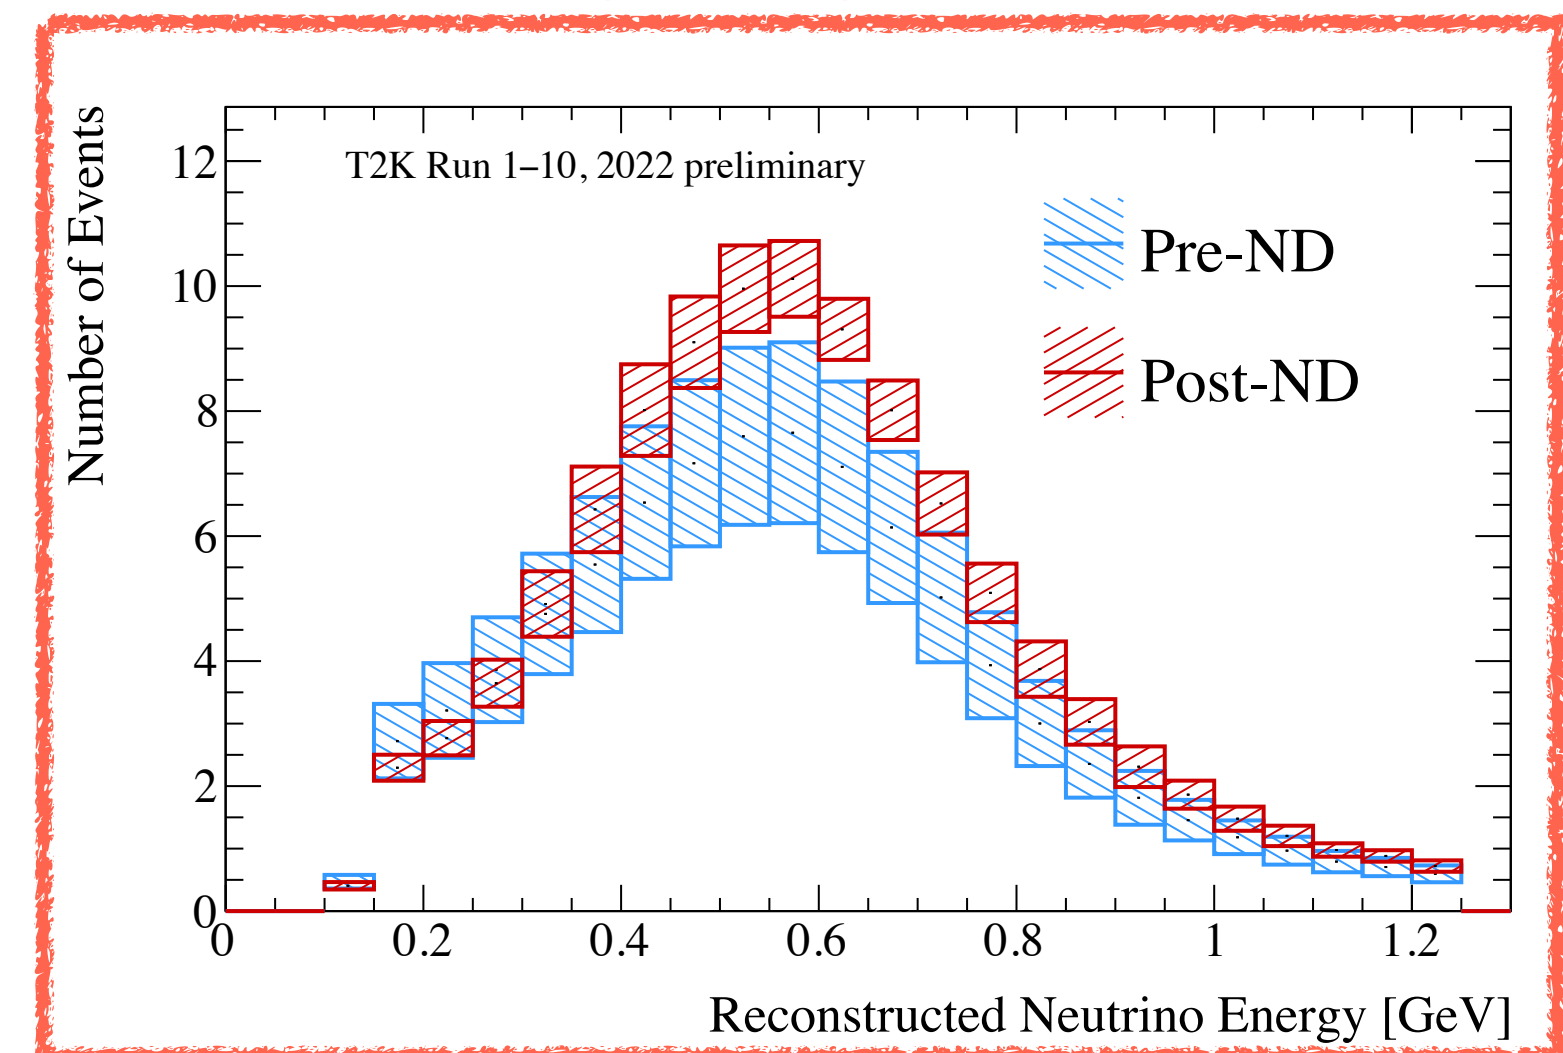 Number of Events
T2K Run 1–10, 2022 preliminary
Pre-ND
Post-ND
12
10
8
6
4
2
0
0 0.2 0.4 0.6 0.8 1 1.2
Reconstructed Neutrino Energy [GeV]